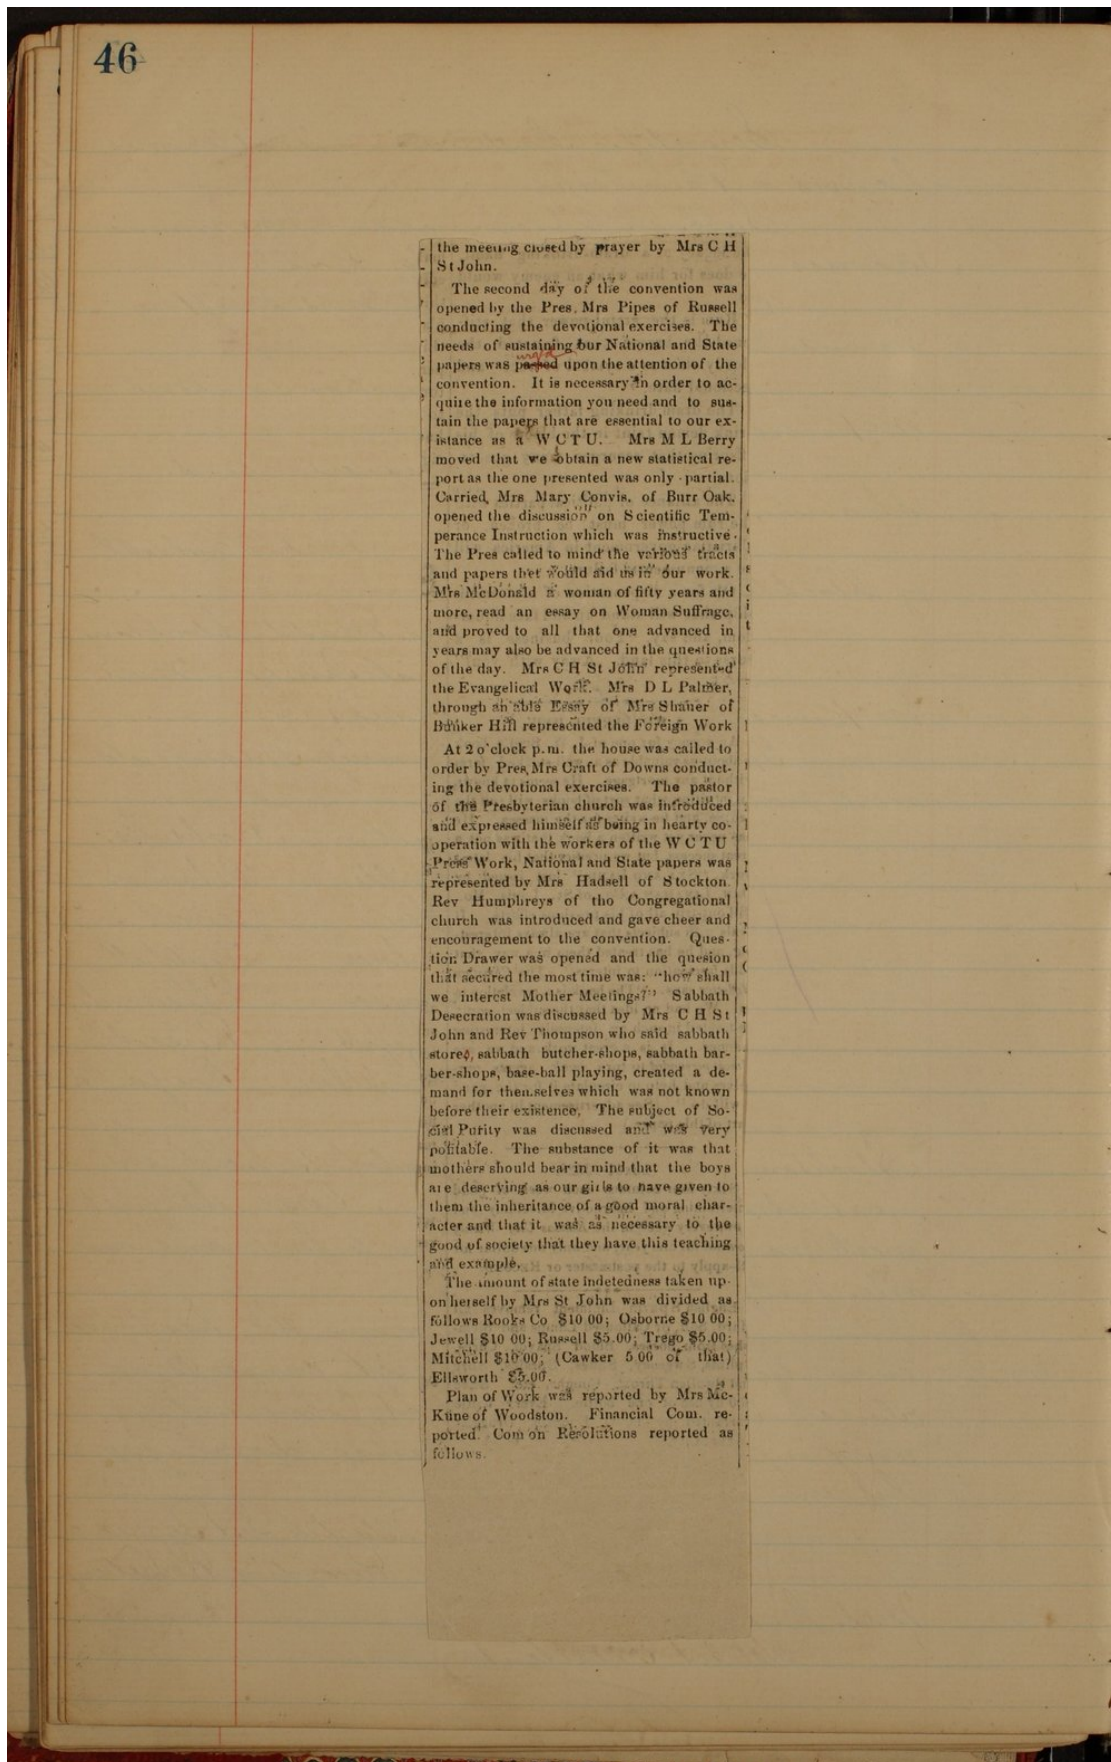 46
the meeting closed by prayer by Mrs C H
St John.
The second day of the convention was
opened by the Pres. Mrs Pipes of Russell
conducting the devotional exercises. The
needs of sustaining our National and State
urged
papers was pushed upon the attention of the
convention. It is necessary in order to ac-
quire the information you need and to sus-
tain the papers that are essential to our ex-
istance as a W C T U. Mrs M L Berry
moved that we obtain a new statistical re-
port as the one presented was only partial.
Carried, Mrs Mary Convis, of Burr Oak,
opened the discussion on Scientific Tem-
perance Instruction which was instructive.
The Pres called to mind the various tracts
and papers thet would aid us in our work.
Mrs McDonald a woman of fifty years and
more, read an essay on Woman Suffrage,
and proved to all that one advanced in
years may also be advanced in the questions
of the day. Mrs C H St John represented
the Evangelical Work. Mrs D L Palmer,
through an able Essay of Mrs Shaner of
Bunker Hill represented the Foreign Work
At 2 o'clock p.m. the house was called to
order by Pres, Mrs Craft of Downs conduct-
ing the devotional exercises. The pastor
of the Presbyterian church was introduced
and expressed himself as being in hearty co-
operation with the workers of the W C T U
Press Work, National and State papers was
represented by Mrs Hadsell of Stockton.
Rev Humphreys of tho Congregational
church was introduced and gave cheer and
encouragement to the convention. Ques-
tion Drawer was opened and the quesion
that secured the most time was: "how shall
we interest Mother Meetings?" Sabbath
Desecration was discussed by Mrs C H St
John and Rev Thompson who said sabbath
stores, sabbath butcher-shops, sabbath bar-
ber-shops, base-ball playing, created a de-
mand for themselves which was not known
before their existence. The subject of So-
cial Purity was discussed and was very
pofitable. The substance of it was that
mothers should bear in mind that the boys
are deserving as our girls to have given to
them the inheritance of a good moral char-
acter and that it was as necessary to the
good of society that they have this teaching
and example.
The amount of state indetedness taken up-
on herself by Mrs St John was divided as
follows Rooks Co $10 00; Osborne $10 00;
Jewell $10 00; Russell $5.00; Trego $5.00;
Mitchell $10 00; (Cawker 5.00 of that)
Ellsworth $5.00.
Plan of Work was reported by Mrs Mc-
Kune of Woodston. Financial Com. re-
ported. Com on Resolutions reported as
follows.